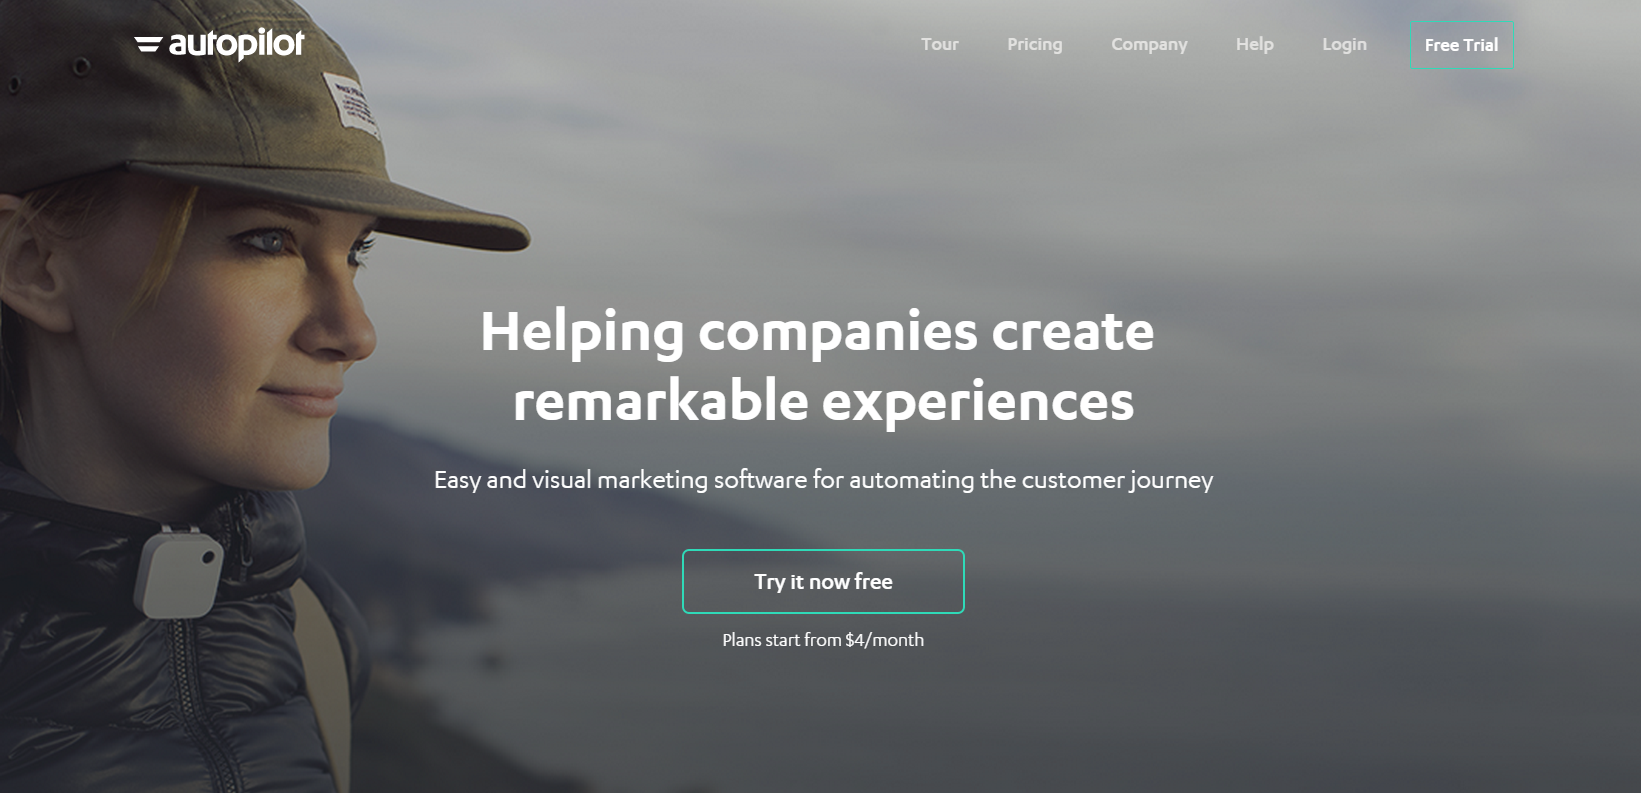 autopilot
Tour
Pricing
Company
Help
Login
Free Trial
Helping companies create
remarkable experiences
Easy and visual marketing software for automating the customer journey
Try it now free
Plans start from $4/month